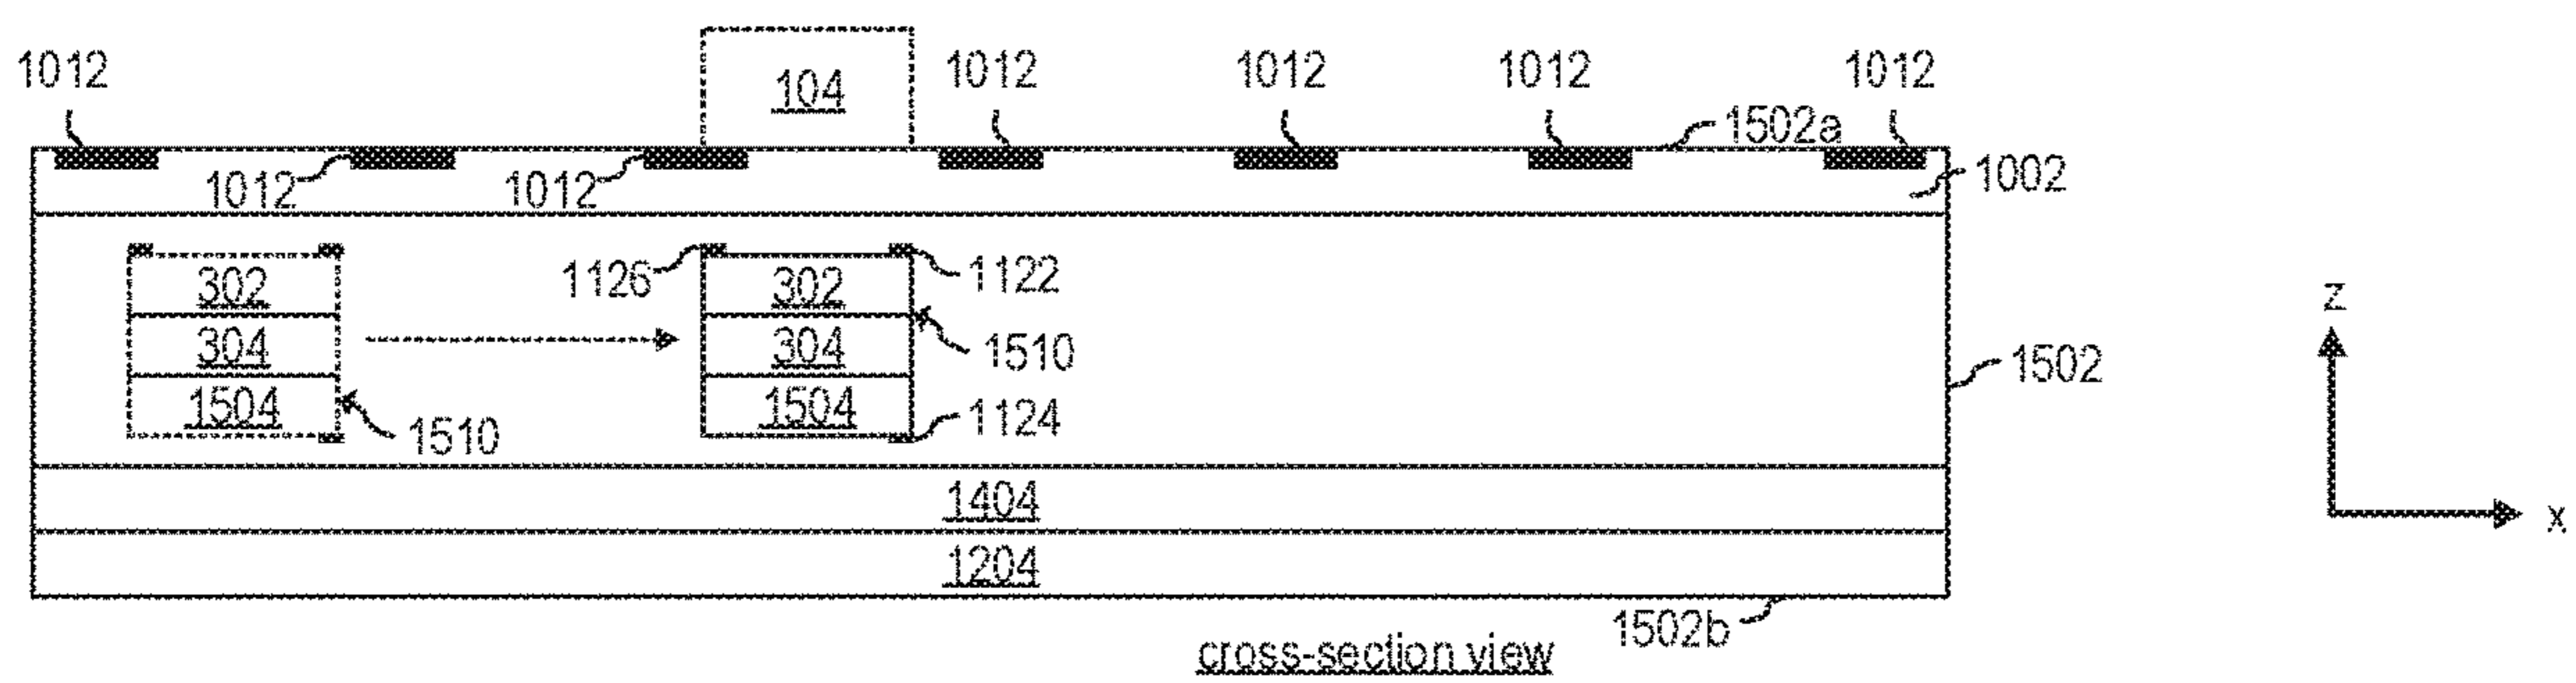 1012 104 1012 1012 1012 1502a 1012
1012 1012 1002
302 1126 302 1122
304 304 1510 z
1504 1510 1504 1124 1502
1404 x
1204
1502b
cross-section view